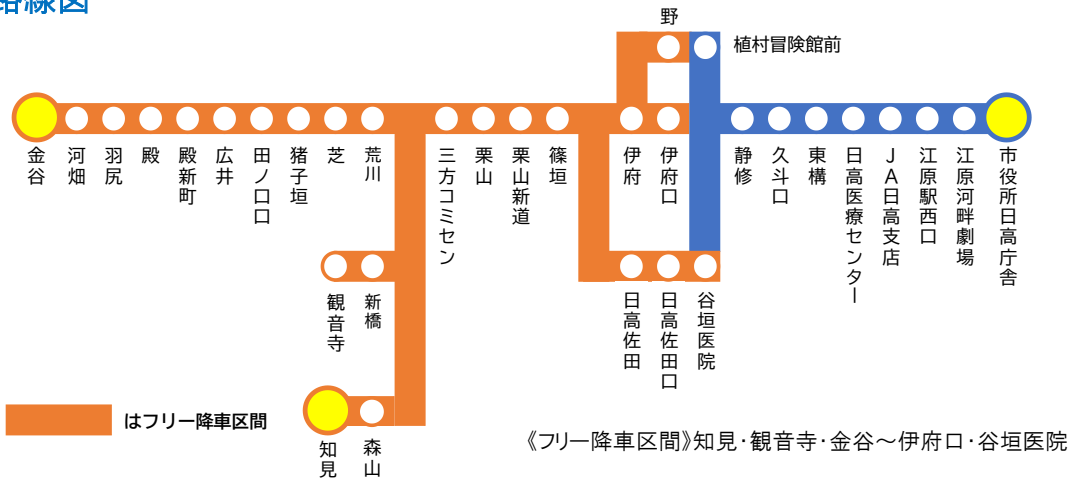 路線図
野
植村冒険館前
金谷
河畑
羽尻
殿
殿新町
広井
田ノ口口
猪子垣
芝
荒川
三方コミセン
栗山
栗山新道
篠垣
伊府
伊府口
静修
久斗口
東構
日高医療センター
JA日高支店
江原駅西口
江原河畔劇場
市役所日高庁舎
観音寺
新橋
日高佐田
日高佐田口
谷垣医院
知見
森山
はフリー降車区間
《フリー降車区間》知見・観音寺・金谷～伊府口・谷垣医院